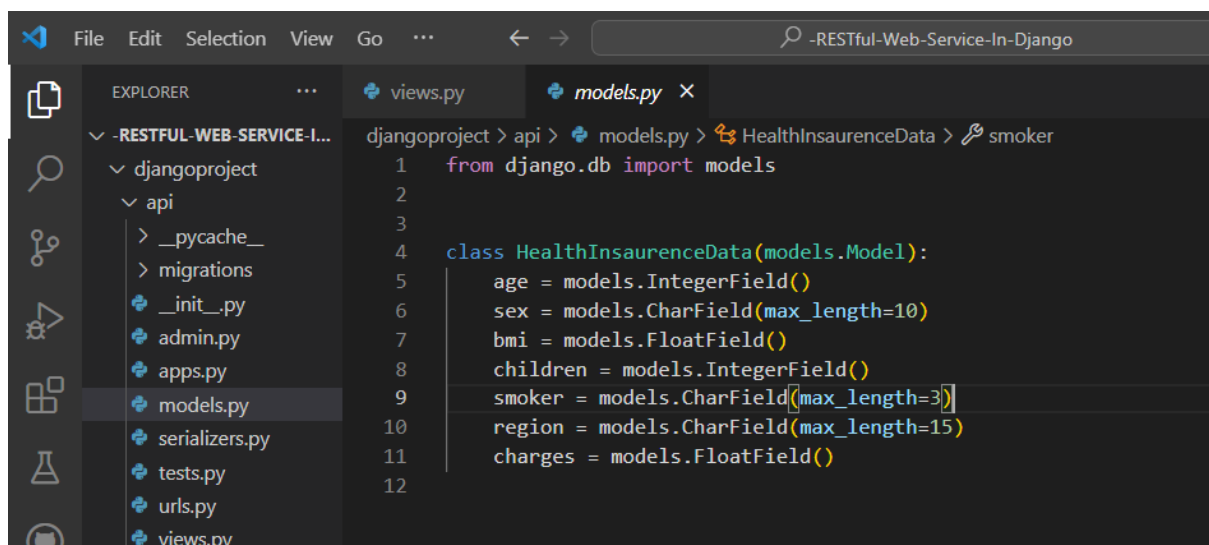 File Edit Selection View Go ··· ← → -RESTful-Web-Service-In-Django
EXPLORER ···
-RESTFUL-WEB-SERVICE-I...
djangoproject
api
__pycache__
migrations
__init__.py
admin.py
apps.py
models.py
serializers.py
tests.py
urls.py
views.py
views.py models.py ×
djangoproject > api > models.py > HealthInsaurenceData > smoker
1 from django.db import models
2
3
4 class HealthInsaurenceData(models.Model):
5     age = models.IntegerField()
6     sex = models.CharField(max_length=10)
7     bmi = models.FloatField()
8     children = models.IntegerField()
9     smoker = models.CharField(max_length=3)
10     region = models.CharField(max_length=15)
11     charges = models.FloatField()
12